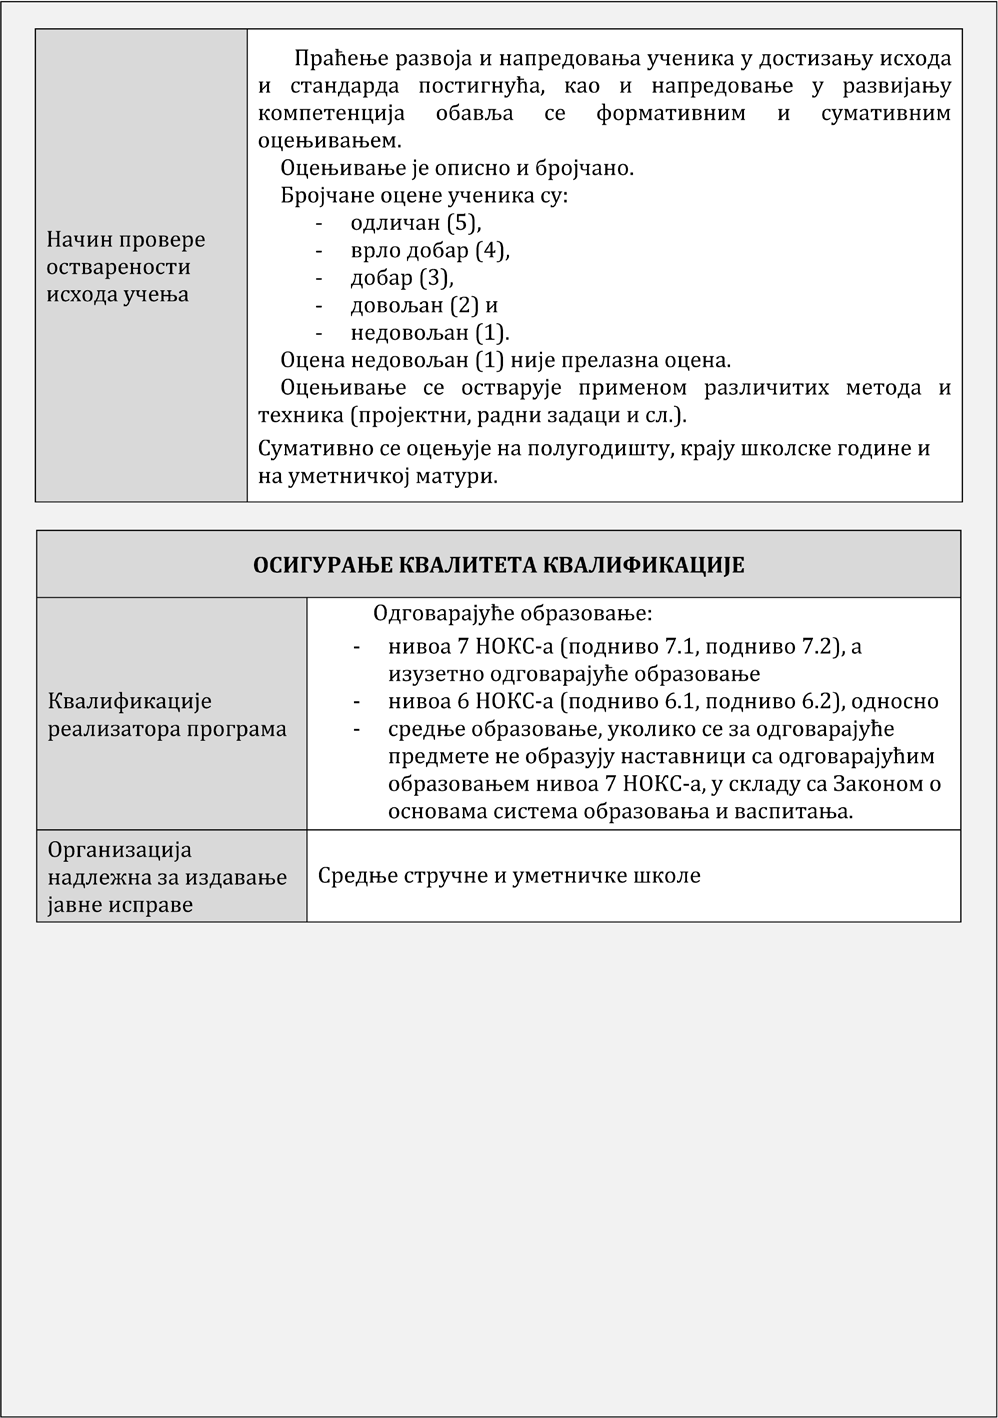 Начин провере
остварености
исхода учења
Праћење развоја и напредовања ученика у достизању исхода
и стандарда постигнућа, као и напредовање у развијању
компетенција обавља се формативним и сумативним
оцењивањем.
Оцењивање је описно и бројчано.
Бројчане оцене ученика су:
- одличан (5),
- врло добар (4),
- добар (3),
- довољан (2) и
- недовољан (1).
Оцена недовољан (1) није прелазна оцена.
Оцењивање се остварује применом различитих метода и
техника (пројектни, радни задаци и сл.).
Сумативно се оцењује на полугодишту, крају школске године и
на уметничкој матури.
ОСИГУРАЊЕ КВАЛИТЕТА КВАЛИФИКАЦИЈЕ
Квалификације
реализатора програма
Одговарајуће образовање:
- нивоа 7 НОКС-а (подниво 7.1, подниво 7.2), а
изузетно одговарајуће образовање
- нивоа 6 НОКС-а (подниво 6.1, подниво 6.2), односно
- средње образовање, уколико се за одговарајуће
предмете не образују наставници са одговарајућим
образовањем нивоа 7 НОКС-а, у складу са Законом о
основама система образовања и васпитања.
Организација
надлежна за издавање
јавне исправе
Средње стручне и уметничке школе